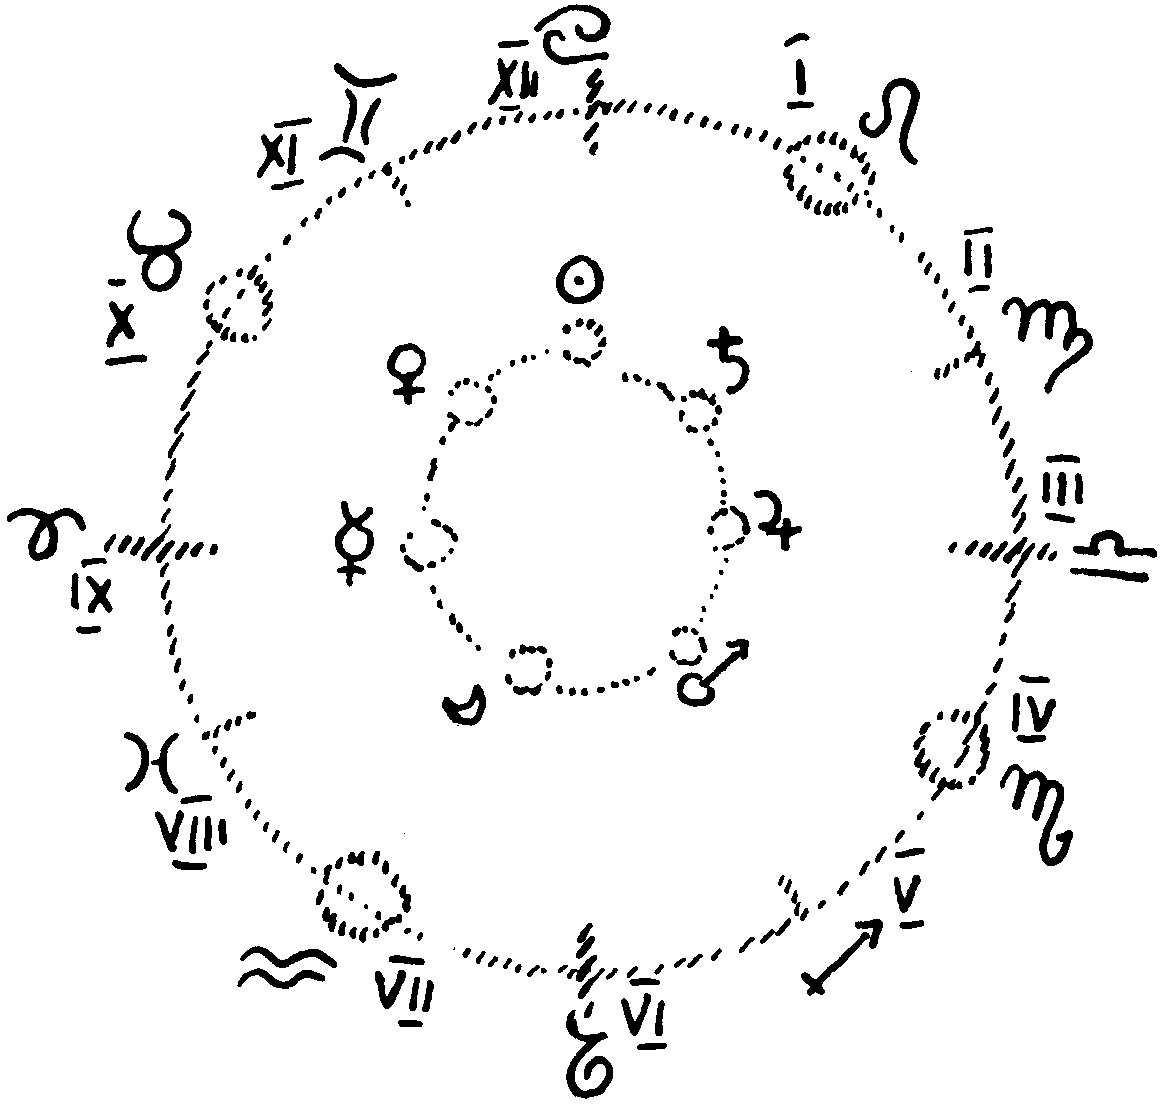 XII ♋
I ♌
II ♍
III ♎
IV ♏
V ♐
VI ♑
VII ♒
VIII ♓
IX ♈
X ♉
XI ♊
☉
♄
♃
♂
☽
☿
♀